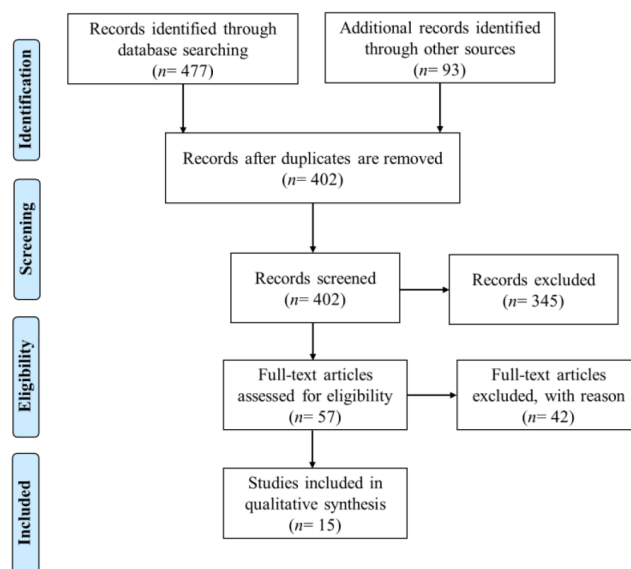 Identification
Records identified through
database searching
(n= 477)
Additional records identified
through other sources
(n= 93)
Records after duplicates are removed
(n= 402)
Screening
Records screened
(n= 402)
Records excluded
(n= 345)
Eligibility
Full-text articles
assessed for eligibility
(n= 57)
Full-text articles
excluded, with reason
(n= 42)
Included
Studies included in
qualitative synthesis
(n= 15)